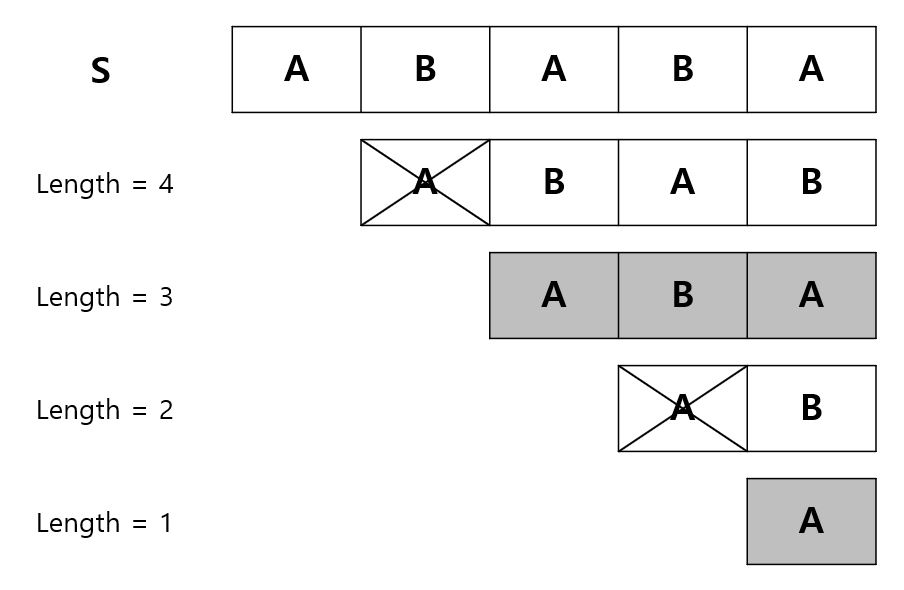 S A B A B A
Length = 4 A B A B
Length = 3 A B A
Length = 2 A B
Length = 1 A